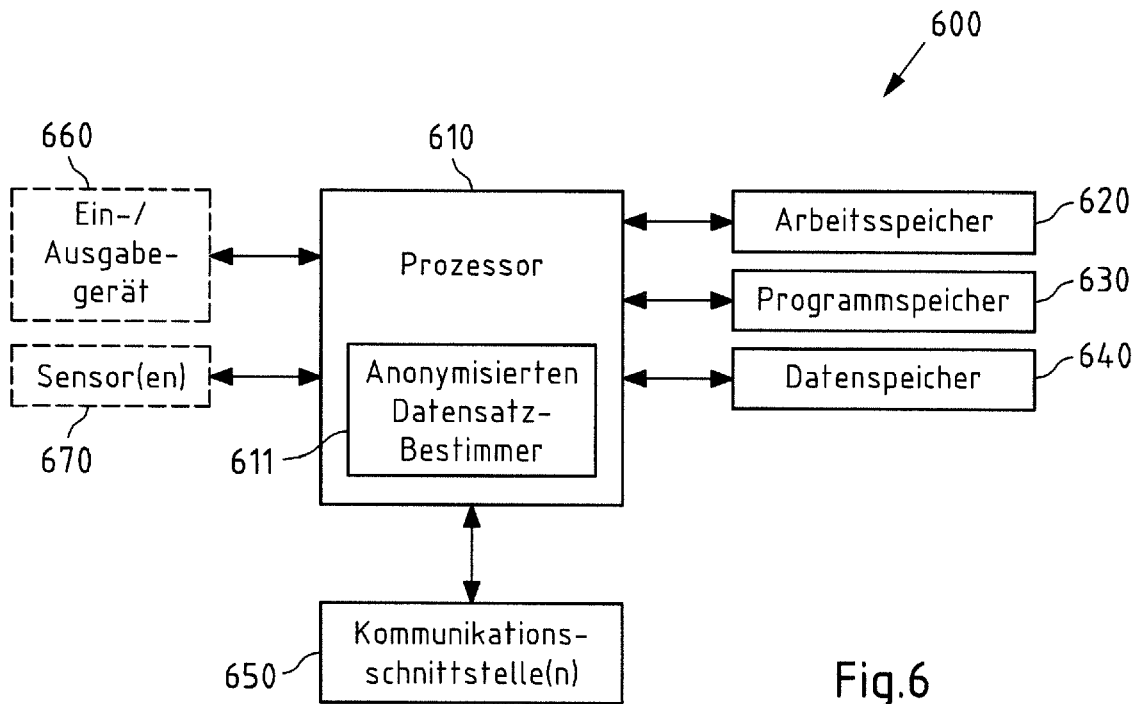 600
660
610
Ein-/
Ausgabe-
gerät
Prozessor
Arbeitsspeicher
620
Programmspeicher
630
Sensor(en)
Anonymisierten
Datensatz-
Bestimmer
Datenspeicher
640
670
611
Kommunikations-
schnittstelle(n)
650
Fig.6